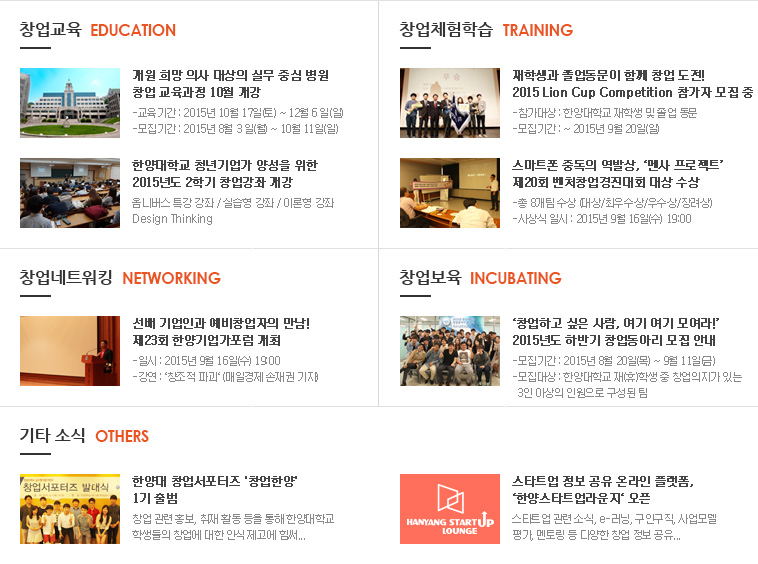 창업교육 EDUCATION
개원 희망 의사 대상의 실무 중심 병원
창업 교육과정 10월 개강
-교육기간 : 2015년 10월 17일(토) ~ 12월 6일(일)
-모집기간 : 2015년 8월 3일(월) ~ 10월 11일(일)
한양대학교 청년기업가 양성을 위한
2015년도 2학기 창업강좌 개강
옴니버스 특강 강좌 / 실습형 강좌 / 이론형 강좌
Design Thinking
창업체험학습 TRAINING
재학생과 졸업동문이 함께 창업 도전!
2015 Lion Cup Competition 참가자 모집 중
-참가대상 : 한양대학교 재학생 및 졸업 동문
-모집기간 : ~ 2015년 9월 20일(일)
스마트폰 중독의 역발상, ‘멘사 프로젝트’
제20회 벤처창업경진대회 대상 수상
-총 8개팀 수상 (대상/최우수상/우수상/장려상)
-시상식 일시 : 2015년 9월 16일(수) 19:00
창업네트워킹 NETWORKING
선배 기업인과 예비창업자의 만남!
제23회 한양기업가포럼 개최
-일시 : 2015년 9월 16일(수) 19:00
-강연 : ‘창조적 파괴‘ (매일경제 손재권 기자)
창업보육 INCUBATING
‘창업하고 싶은 사람, 여기 여기 모여라!’
2015년도 하반기 창업동아리 모집 안내
-모집기간 : 2015년 8월 20일(목) ~ 9월 11일(금)
-모집대상 : 한양대학교 재(休)학생 중 창업의지가 있는
3인 이상의 인원으로 구성된 팀
기타 소식 OTHERS
창업서포터즈 발대식
한양대 창업서포터즈 '창업한양'
1기 출범
창업 관련 홍보, 취재 활동 등을 통해 한양대학교
학생들의 창업에 대한 인식 제고에 힘써...
HANYANG STARTUP
LOUNGE
스타트업 정보 공유 온라인 플랫폼,
‘한양스타트업라운지‘ 오픈
스타트업 관련 소식, e-러닝, 구인구직, 사업모델
평가, 멘토링 등 다양한 창업 정보 공유...